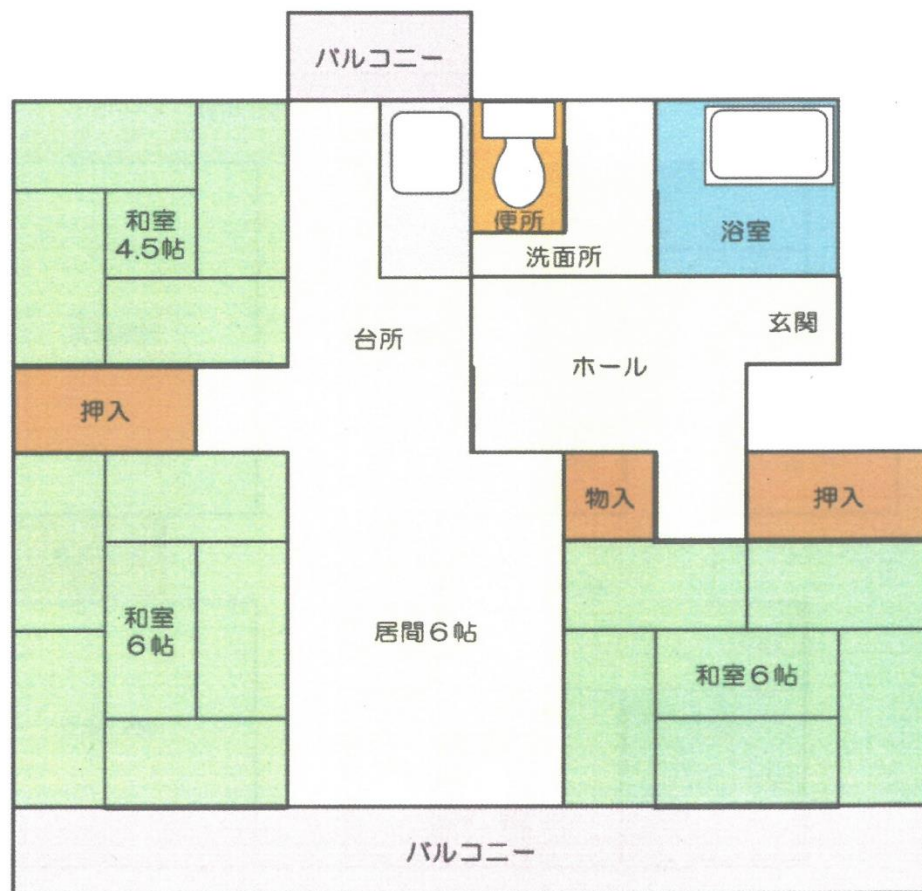 バルコニー
和室
4.5帖
便所
洗面所
浴室
台所
玄関
ホール
押入
物入
押入
和室
6帖
居間6帖
和室6帖
バルコニー